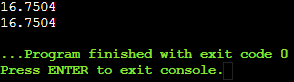 16.7504
16.7504
...Program finished with exit code 0
Press ENTER to exit console.